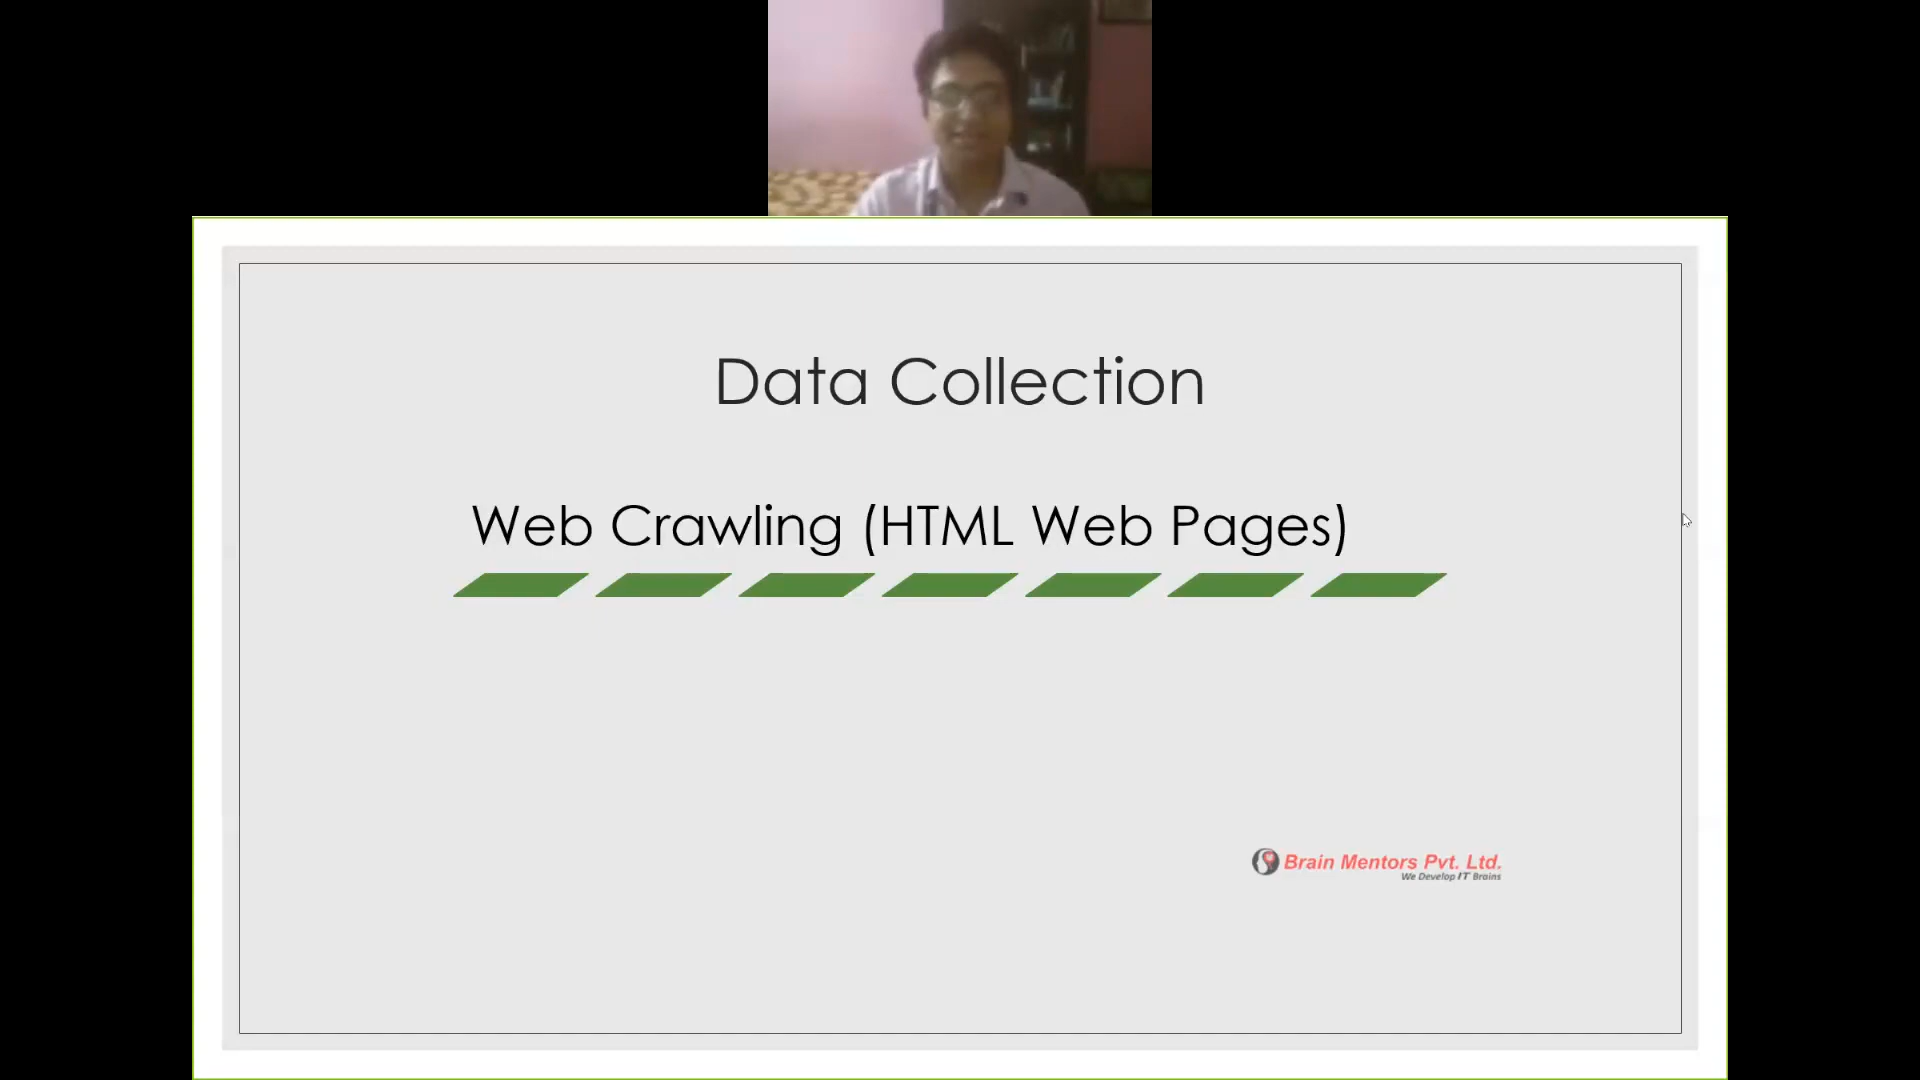 Data Collection
Web Crawling (HTML Web Pages)
Brain Mentors Pvt. Ltd.
We Develop IT Brains